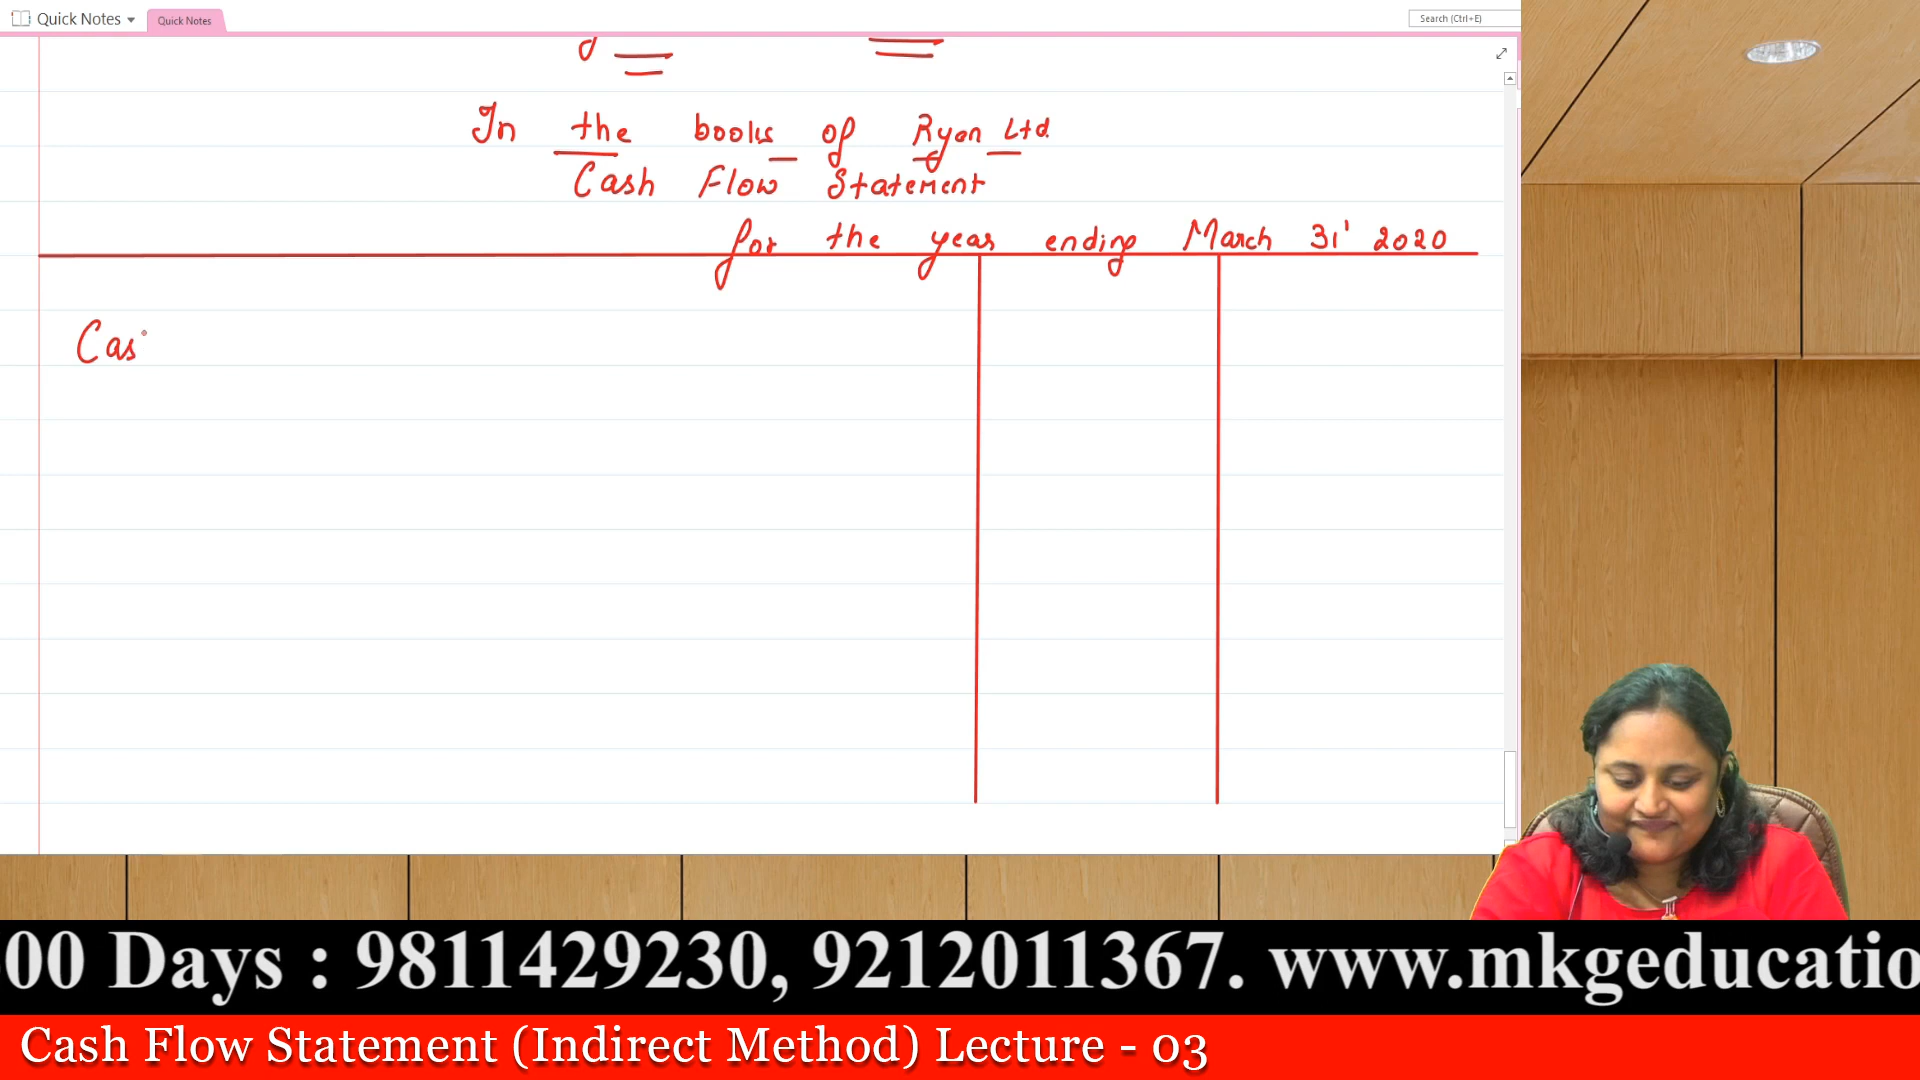 Quick Notes
Quick Notes
Search (Ctrl+E)
In the books of Ryan Ltd.
Cash Flow Statement
for the year ending March 31' 2020
Cas
00 Days : 9811429230, 9212011367. www.mkgeducatio
Cash Flow Statement (Indirect Method) Lecture - 03